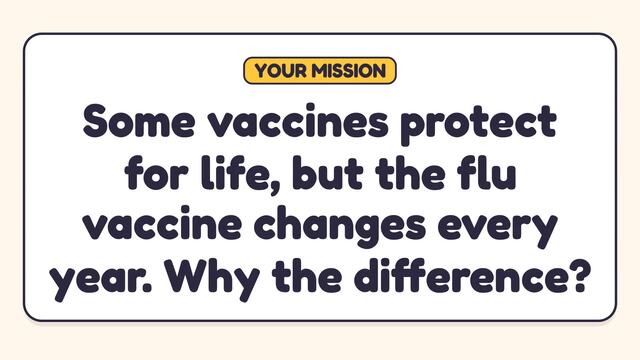 YOUR MISSION
Some vaccines protect
for life, but the flu
vaccine changes every
year. Why the difference?